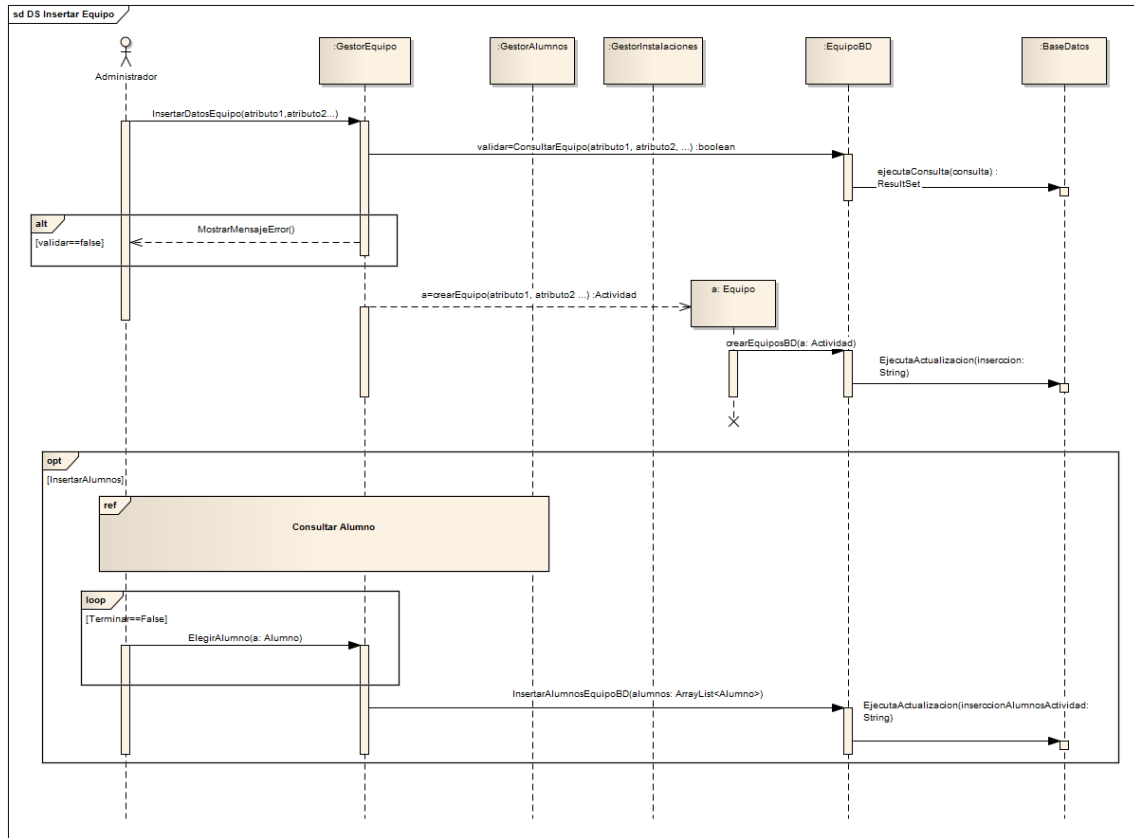 sd DS Insertar Equipo
Administrador
:GestorEquipo
:GestorAlumnos
:GestorInstalaciones
:EquipoBD
:BaseDatos
InsertarDatosEquipo(atributo1,atributo2...)
validar=ConsultarEquipo(atributo1, atributo2, ...) :boolean
ejecutaConsulta(consulta) :
ResultSet
alt
[validar==false]
MostrarMensajeError()
a=crearEquipo(atributo1, atributo2 ...) :Actividad
a: Equipo
crearEquiposBD(a: Actividad)
EjecutaActualizacion(inserccion:
String)
opt
[InsertarAlumnos]
ref
Consultar Alumno
loop
[Terminar==False]
ElegirAlumno(a: Alumno)
InsertarAlumnosEquipoBD(alumnos: ArrayList<Alumno>)
EjecutaActualizacion(inserccionAlumnosActividad:
String)